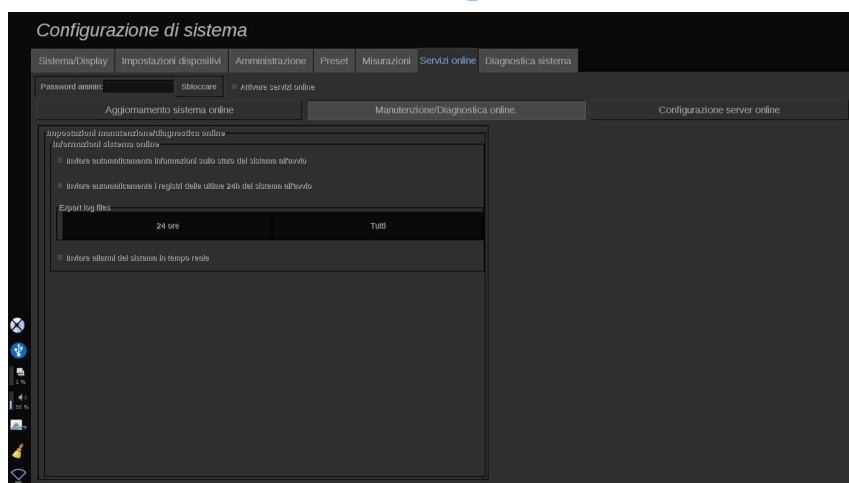 Configurazione di sistema
Sistema/Display Impostazioni dispositivi Amministrazione Preset Misurazioni Servizi online Diagnostica sistema
Password ammin: Sbloccare Attivare servizi online
Aggiornamento sistema online Manutenzione/Diagnostica online. Configurazione server online
Impostazioni manutenzione/diagnostica online
Informazioni sistema online
Inviare automaticamente informazioni sullo stato del sistema all'avvio
Inviare automaticamente i registri delle ultime 24h del sistema all'avvio
Export log files
24 ore Tutti
Inviare allarmi del sistema in tempo reale
1 %
50 %